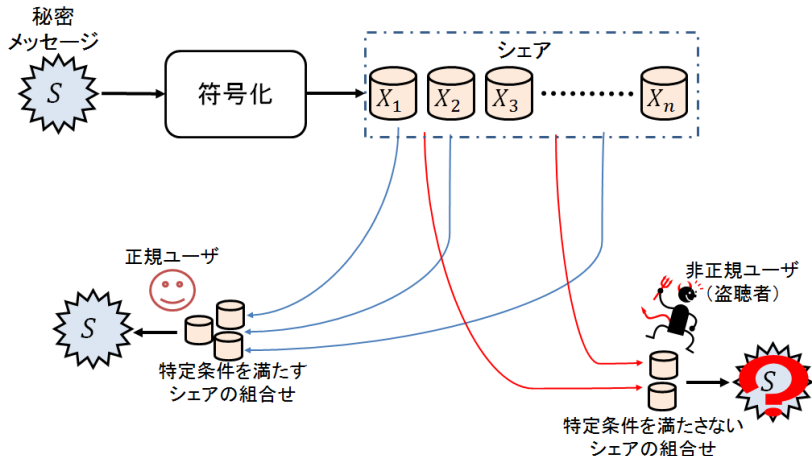 秘密
メッセージ
S
符号化
シェア
X₁
X₂
X₃
Xₙ
正規ユーザ
S
特定条件を満たす
シェアの組合せ
非正規ユーザ
（盗聴者）
S
?
特定条件を満たさない
シェアの組合せ